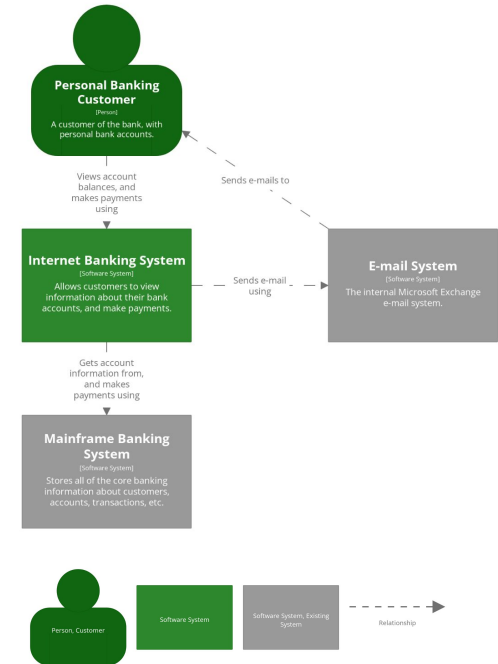 Personal Banking
Customer
[Person]
A customer of the bank, with
personal bank accounts.
Views account
balances, and
makes payments
using
Sends e-mails to
Internet Banking System
[Software System]
Allows customers to view
information about their bank
accounts, and make payments.
Sends e-mail
using
E-mail System
[Software System]
The internal Microsoft Exchange
e-mail system.
Gets account
information from,
and makes
payments using
Mainframe Banking
System
[Software System]
Stores all of the core banking
information about customers,
accounts, transactions, etc.
Person, Customer
Software System
Software System, Existing
System
Relationship